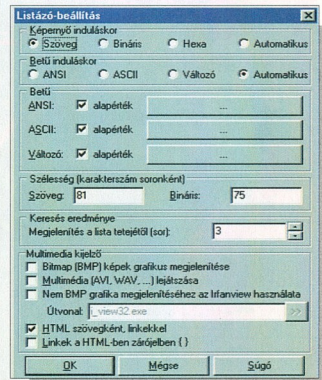 Listázó-beállítás
Képernyő induláskor
Szöveg Bináris Hexa Automatikus
Betű induláskor
ANSI ASCII Változó Automatikus
Betű
ANSI: alapérték ...
ASCII: alapérték ...
Változó: alapérték ...
Szélesség (karakterszám soronként)
Szöveg: 81 Bináris: 75
Keresés eredménye
Megjelenítés a lista tetejétől (sor): 3
Multimedia kijelző
Bitmap (BMP) képek grafikus megjelenítése
Multimédia (AVI, WAV, ...) lejátszása
Nem BMP grafika megjelenítéséhez az Irfanview használata
Útvonal: i_view32.exe >>
HTML szövegként, linkekkel
Linkek a HTML-ben zárójelben { }
OK Mégse Súgó